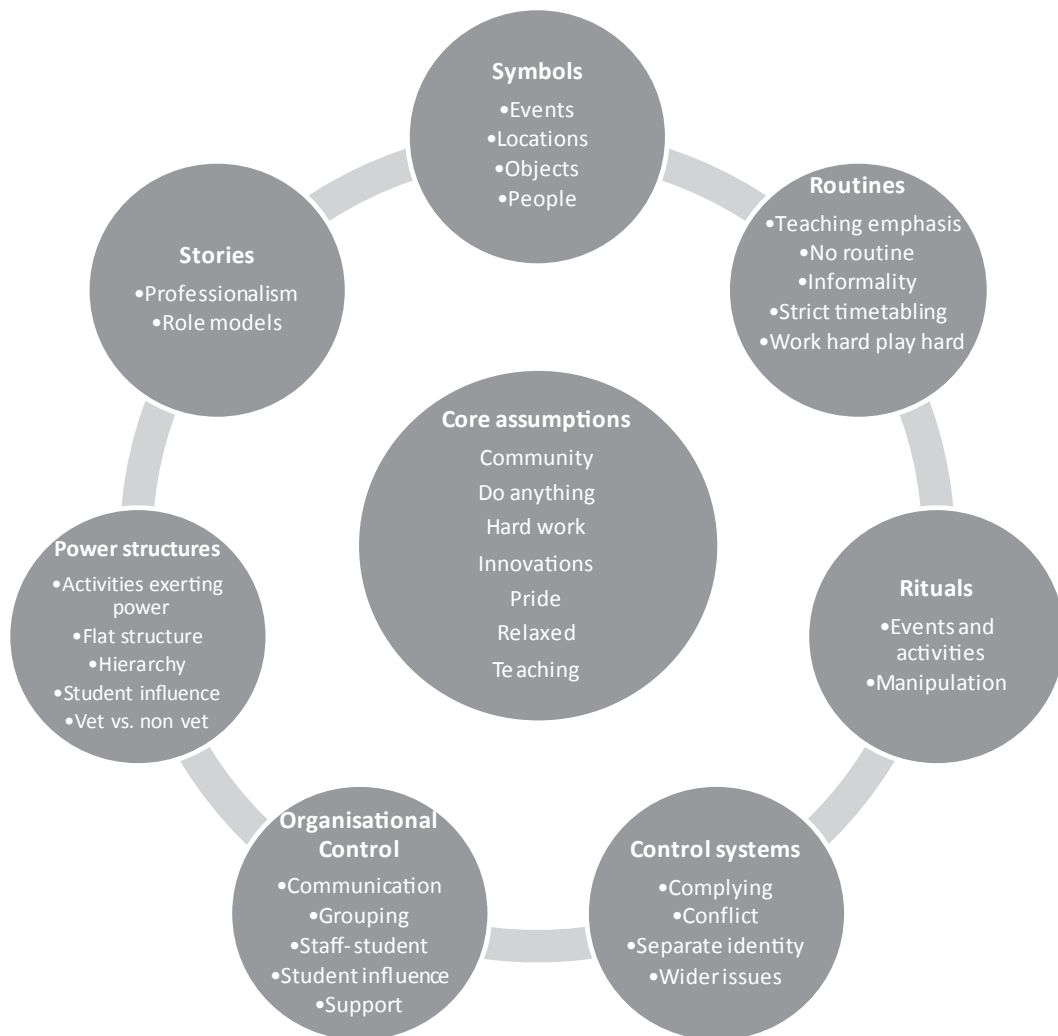 Symbols
•Events
•Locations
•Objects
•People
Routines
•Teaching emphasis
•No routine
•Informality
•Strict timetabling
•Work hard play hard
Rituals
•Events and
activities
•Manipulation
Control systems
•Complying
•Conflict
•Separate identity
•Wider issues
Organisational
Control
•Communication
•Grouping
•Staff-student
•Student influence
•Support
Power structures
•Activities exerting
power
•Flat structure
•Hierarchy
•Student influence
•Vet vs. non vet
Stories
•Professionalism
•Role models
Core assumptions
Community
Do anything
Hard work
Innovations
Pride
Relaxed
Teaching